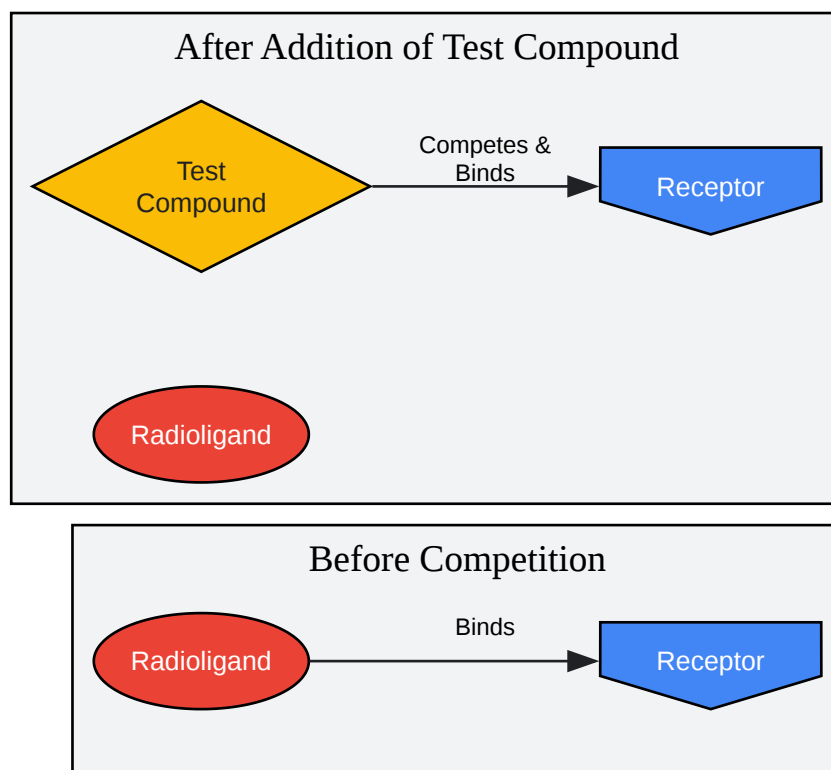 After Addition of Test Compound
Test
Compound
Competes &
Binds
Receptor
Radioligand
Before Competition
Radioligand
Binds
Receptor